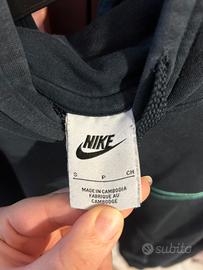 NIKE
S P CH
MADE IN CAMBODIA
FABRIQUÉ AU
CAMBODGE
subito